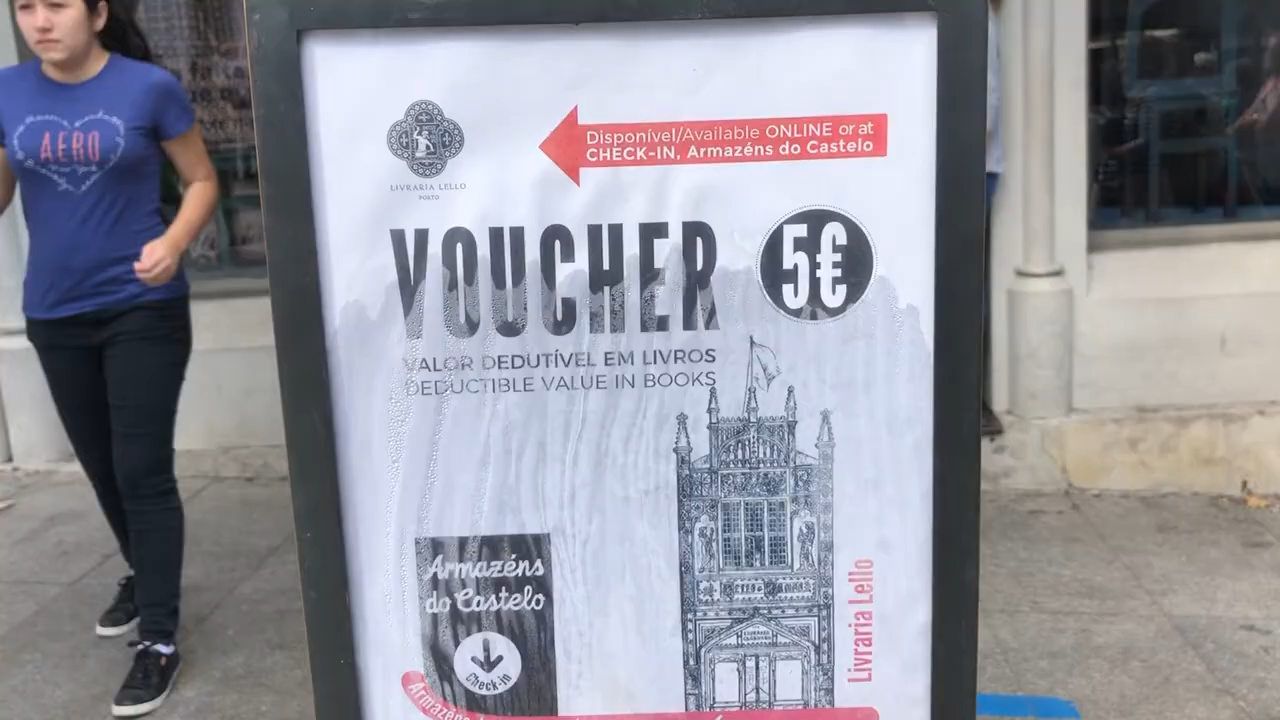 AERO
LIVRARIA LELLO
PORTO
Disponível/Available ONLINE or at
CHECK-IN, Armazéns do Castelo
VOUCHER
5€
VALOR DEDUTÍVEL EM LIVROS
DEDUCTIBLE VALUE IN BOOKS
Armazéns
do Castelo
Check-in
Livraria Lello
Armazéns